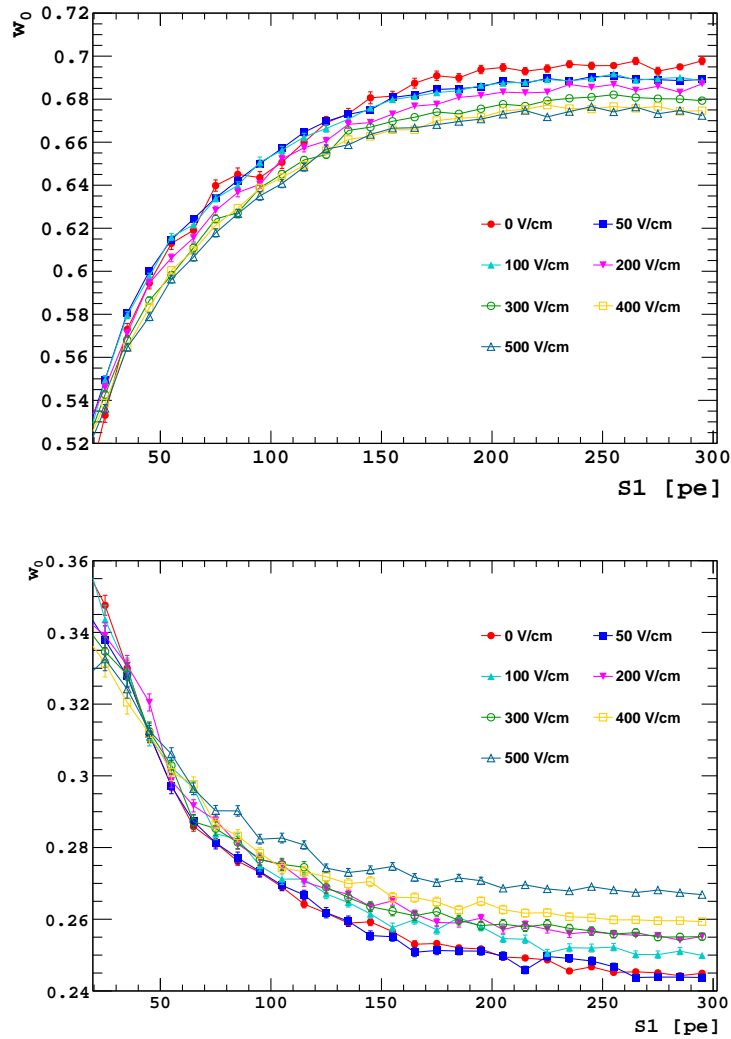 w0
0.72
0.7
0.68
0.66
0.64
0.62
0.6
0.58
0.56
0.54
0.52
0 V/cm 50 V/cm
100 V/cm 200 V/cm
300 V/cm 400 V/cm
500 V/cm
50 100 150 200 250 300
S1 [pe]
w0
0.36
0.34
0.32
0.3
0.28
0.26
0.24
0 V/cm 50 V/cm
100 V/cm 200 V/cm
300 V/cm 400 V/cm
500 V/cm
50 100 150 200 250 300
S1 [pe]